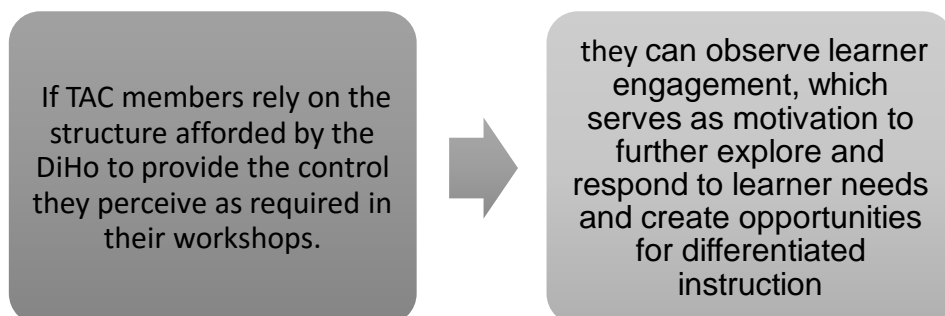 If TAC members rely on the
structure afforded by the
DiHo to provide the control
they perceive as required in
their workshops.
they can observe learner
engagement, which
serves as motivation to
further explore and
respond to learner needs
and create opportunities
for differentiated
instruction